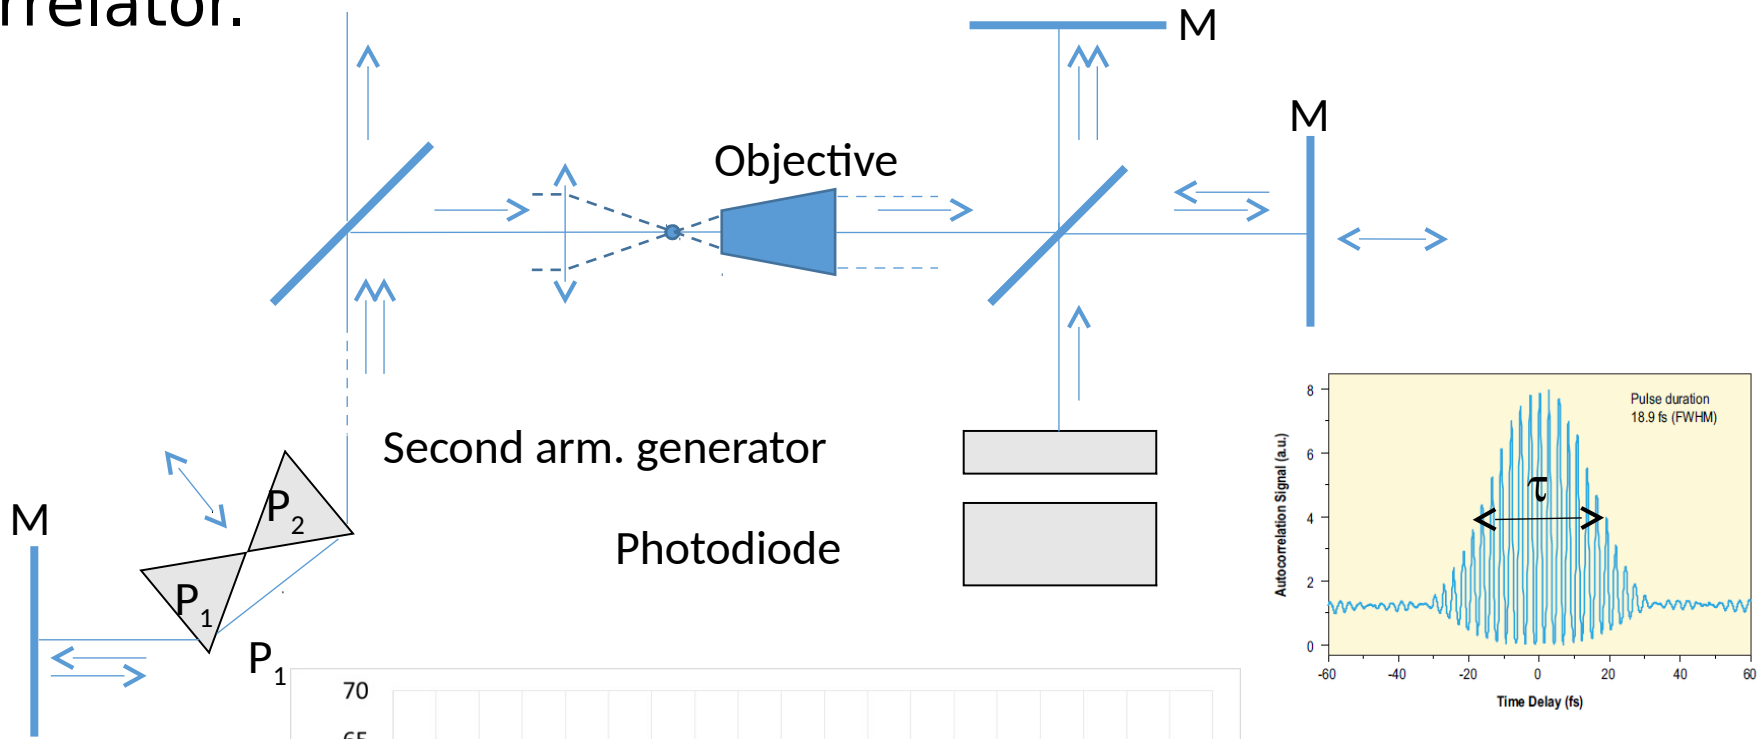 rrelator.
M
M
Objective
Second arm. generator
Photodiode
M
P2
P1
P1
70
65
Pulse duration
18.9 fs (FWHM)
τ
Autocorrelation Signal (a.u.)
8
6
4
2
0
-60 -40 -20 0 20 40 60
Time Delay (fs)